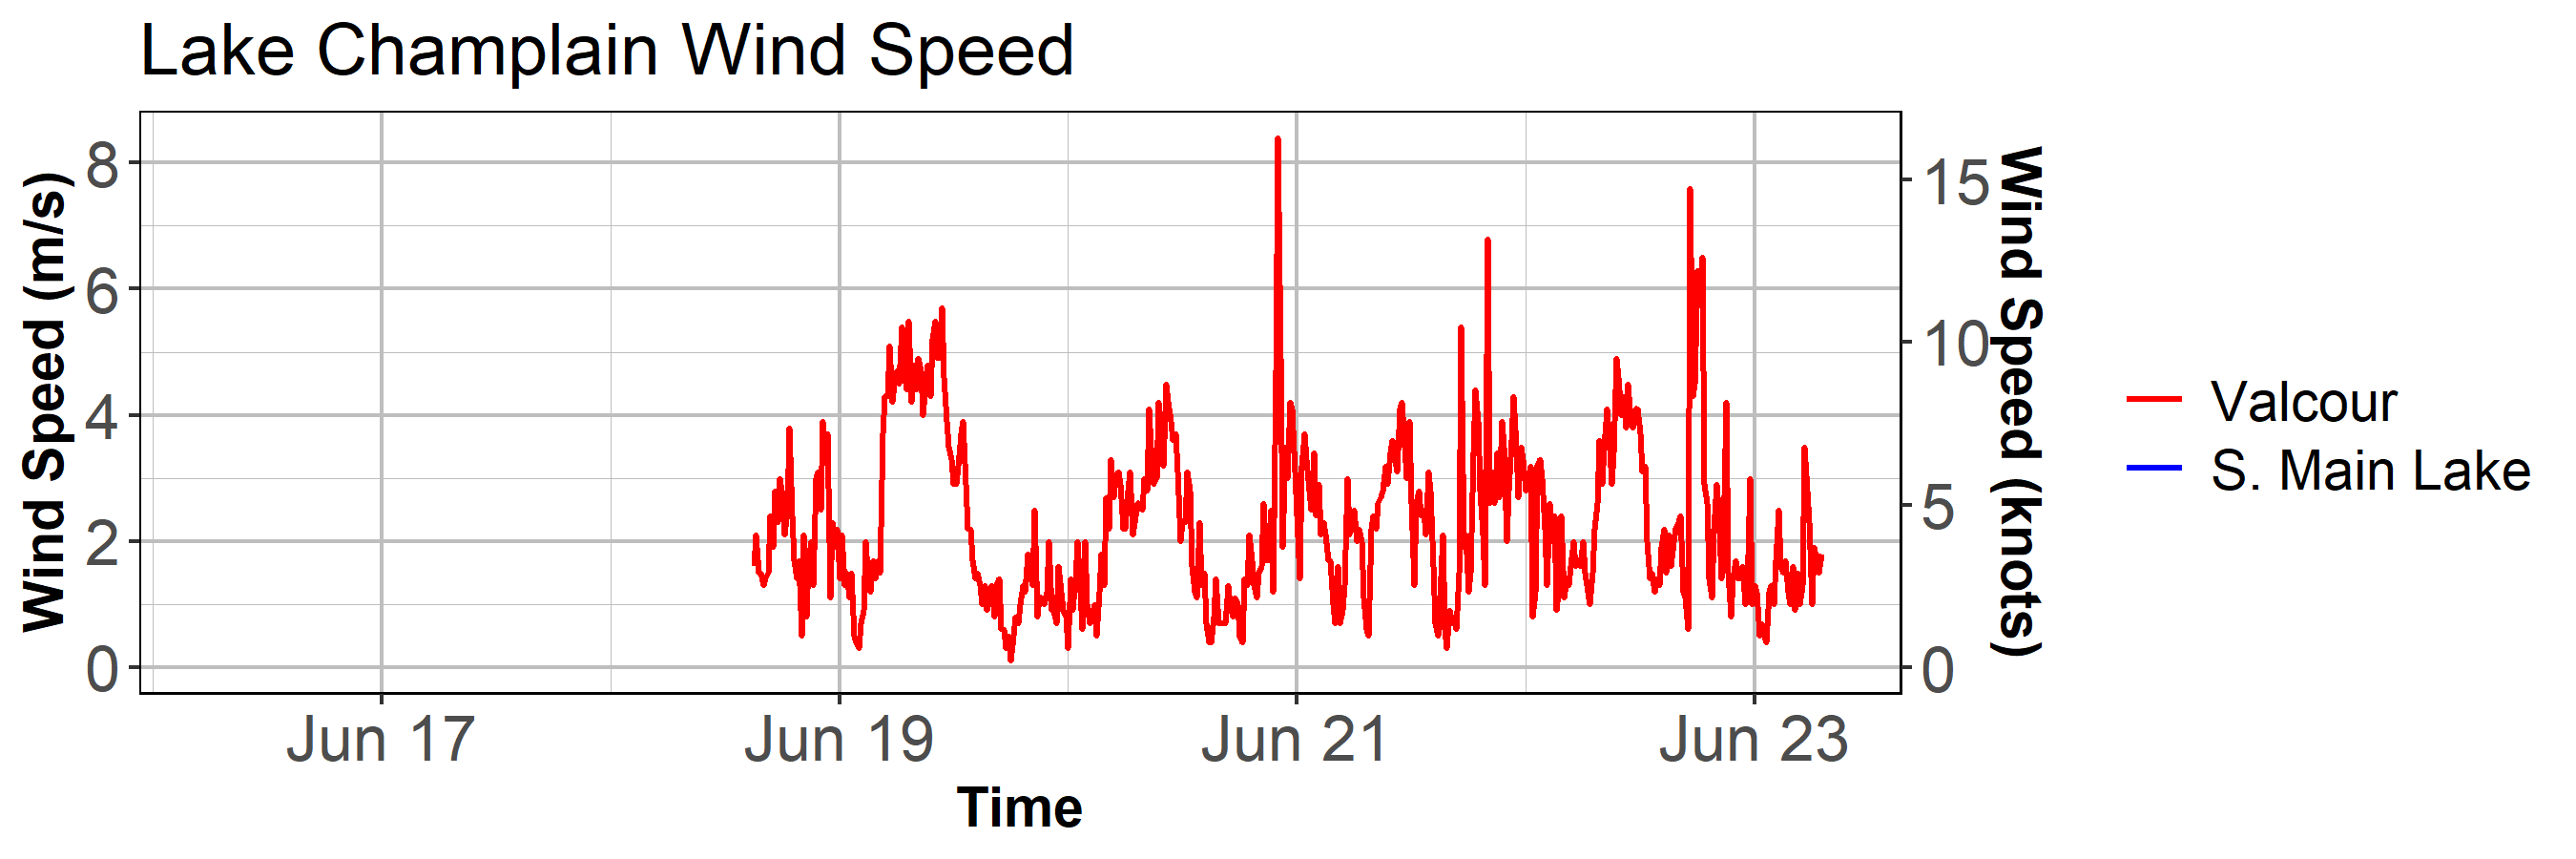 Lake Champlain Wind Speed
Wind Speed (m/s)
8
6
4
2
0
15
10
5
0
Wind Speed (knots)
Jun 17
Jun 19
Jun 21
Jun 23
Time
Valcour
S. Main Lake